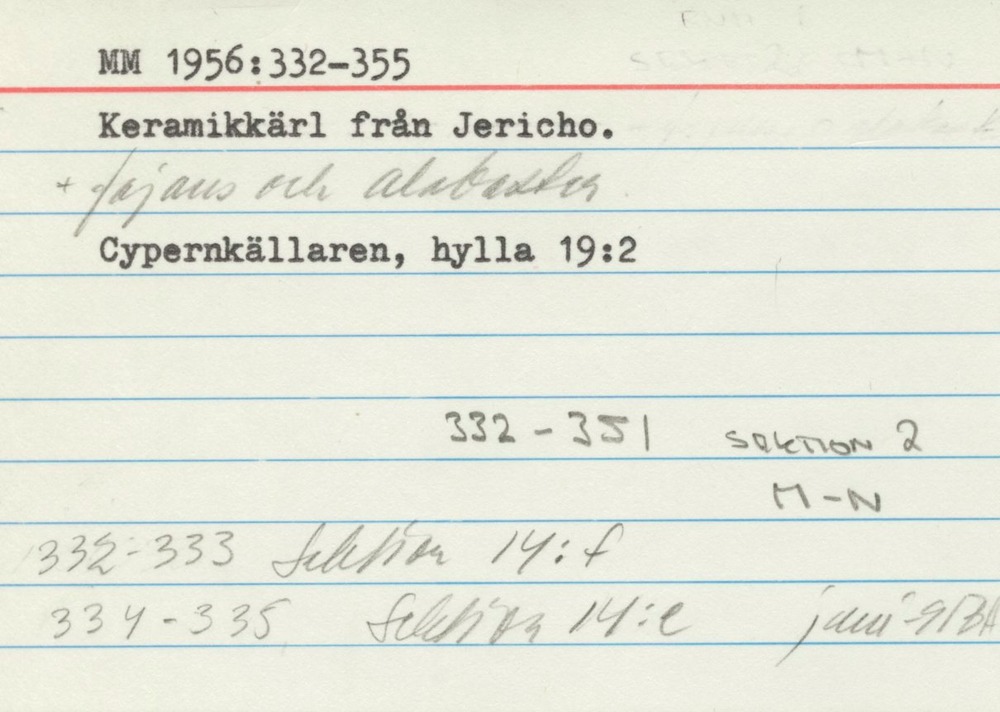 MM 1956:332-355
Keramikkärl från Jericho.
+ fajans och alabaster
Cypernkällaren, hylla 19:2
332 - 351 SEKTION 2
M-N
332-333 Sektion 14:f
334-335 Sektion 14:e juni